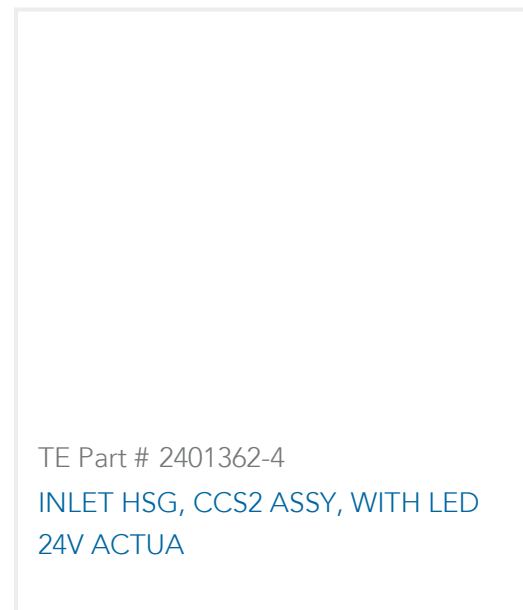 TE Part # 2401362-4
INLET HSG, CCS2 ASSY, WITH LED
24V ACTUA